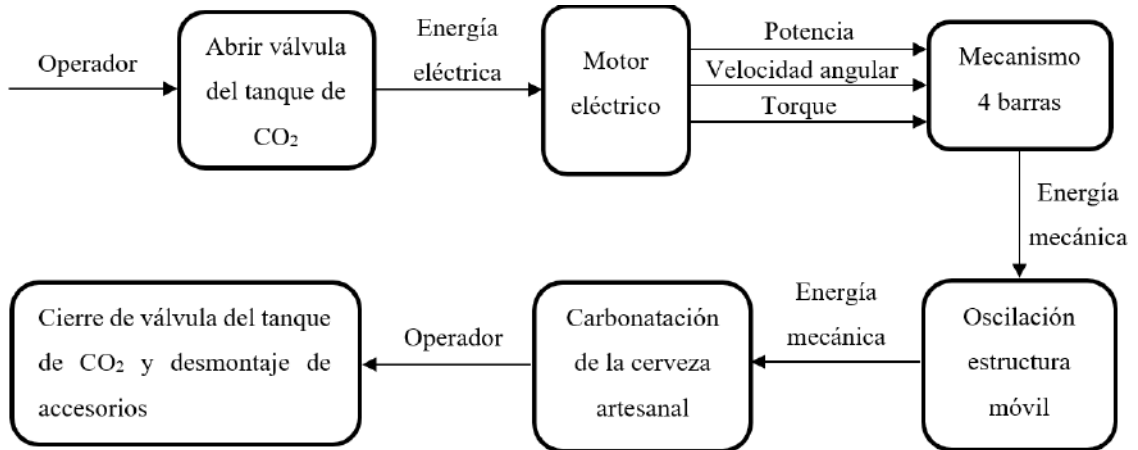 Operador
Abrir válvula
del tanque de
CO₂
Energía
eléctrica
Motor
eléctrico
Potencia
Velocidad angular
Torque
Mecanismo
4 barras
Energía
mecánica
Oscilación
estructura
móvil
Energía
mecánica
Carbonatación
de la cerveza
artesanal
Operador
Cierre de válvula del tanque
de CO₂ y desmontaje de
accesorios